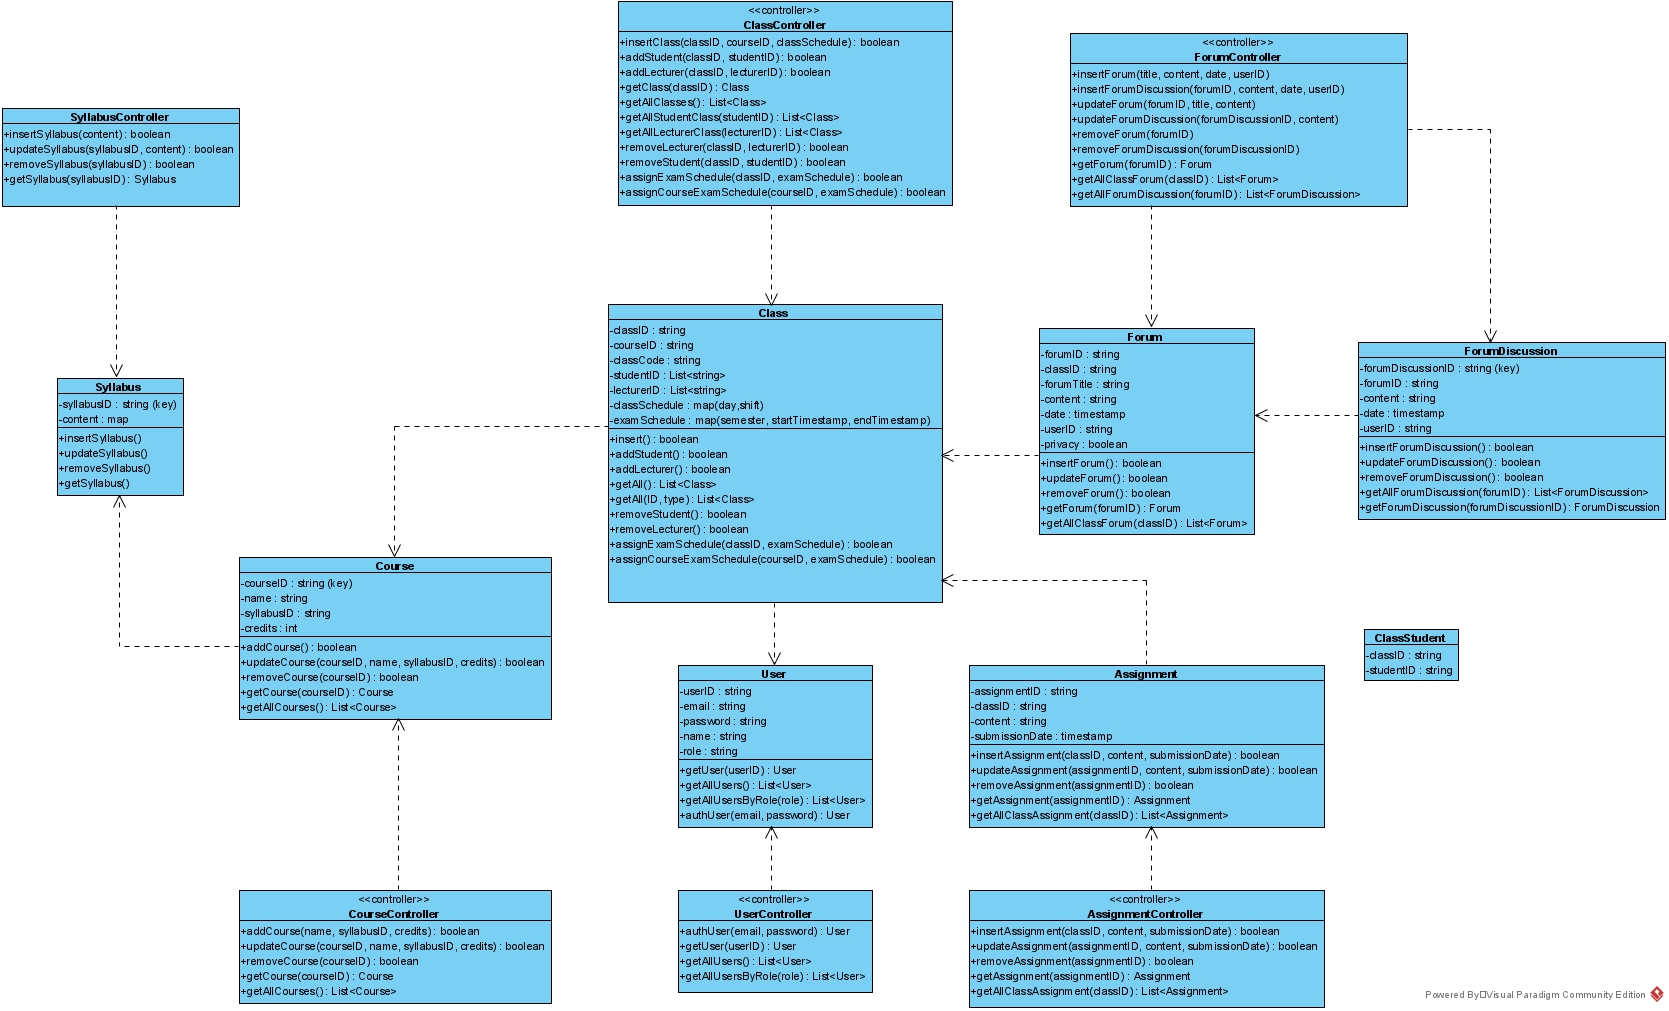 <<controller>>
ClassController
+insertClass(classID, courseID, classSchedule) : boolean
+addStudent(classID, studentID) : boolean
+addLecturer(classID, lecturerID) : boolean
+getClass(classID) : Class
+getAllClasses() : List<Class>
+getAllStudentClass(studentID) : List<Class>
+getAllLecturerClass(lecturerID) : List<Class>
+removeLecturer(classID, lecturerID) : boolean
+removeStudent(classID, studentID) : boolean
+assignExamSchedule(classID, examSchedule) : boolean
+assignCourseExamSchedule(courseID, examSchedule) : boolean
<<controller>>
ForumController
+insertForum(title, content, date, userID)
+insertForumDiscussion(forumID, content, date, userID)
+updateForum(forumID, title, content)
+updateForumDiscussion(forumDiscussionID, content)
+removeForum(forumID)
+removeForumDiscussion(forumDiscussionID)
+getForum(forumID) : Forum
+getAllClassForum(classID) : List<Forum>
+getAllForumDiscussion(forumID) : List<ForumDiscussion>
SyllabusController
+insertSyllabus(content) : boolean
+updateSyllabus(syllabusID, content) : boolean
+removeSyllabus(syllabusID) : boolean
+getSyllabus(syllabusID) : Syllabus
Class
-classID : string
-courseID : string
-classCode : string
-studentID : List<string>
-lecturerID : List<string>
-classSchedule : map(day,shift)
-examSchedule : map(semester, startTimestamp, endTimestamp)
+insert() : boolean
+addStudent() : boolean
+addLecturer() : boolean
+getAll() : List<Class>
+getAll(ID, type) : List<Class>
+removeStudent() : boolean
+removeLecturer() : boolean
+assignExamSchedule(classID, examSchedule) : boolean
+assignCourseExamSchedule(courseID, examSchedule) : boolean
Forum
-forumID : string
-classID : string
-forumTitle : string
-content : string
-date : timestamp
-userID : string
-privacy : boolean
+insertForum() : boolean
+updateForum() : boolean
+removeForum() : boolean
+getForum(forumID) : Forum
+getAllClassForum(classID) : List<Forum>
ForumDiscussion
-forumDiscussionID : string (key)
-forumID : string
-content : string
-date : timestamp
-userID : string
+insertForumDiscussion() : boolean
+updateForumDiscussion() : boolean
+removeForumDiscussion() : boolean
+getAllForumDiscussion(forumID) : List<ForumDiscussion>
+getForumDiscussion(forumDiscussionID) : ForumDiscussion
Syllabus
-syllabusID : string (key)
-content : map
+insertSyllabus()
+updateSyllabus()
+removeSyllabus()
+getSyllabus()
Course
-courseID : string (key)
-name : string
-syllabusID : string
-credits : int
+addCourse() : boolean
+updateCourse(courseID, name, syllabusID, credits) : boolean
+removeCourse(courseID) : boolean
+getCourse(courseID) : Course
+getAllCourses() : List<Course>
ClassStudent
-classID : string
-studentID : string
User
-userID : string
-email : string
-password : string
-name : string
-role : string
+getUser(userID) : User
+getAllUsers() : List<User>
+getAllUsersByRole(role) : List<User>
+authUser(email, password) : User
Assignment
-assignmentID : string
-classID : string
-content : string
-submissionDate : timestamp
+insertAssignment(classID, content, submissionDate) : boolean
+updateAssignment(assignmentID, content, submissionDate) : boolean
+removeAssignment(assignmentID) : boolean
+getAssignment(assignmentID) : Assignment
+getAllClassAssignment(classID) : List<Assignment>
<<controller>>
CourseController
+addCourse(name, syllabusID, credits) : boolean
+updateCourse(courseID, name, syllabusID, credits) : boolean
+removeCourse(courseID) : boolean
+getCourse(courseID) : Course
+getAllCourses() : List<Course>
<<controller>>
UserController
+authUser(email, password) : User
+getUser(userID) : User
+getAllUsers() : List<User>
+getAllUsersByRole(role) : List<User>
<<controller>>
AssignmentController
+insertAssignment(classID, content, submissionDate) : boolean
+updateAssignment(assignmentID, content, submissionDate) : boolean
+removeAssignment(assignmentID) : boolean
+getAssignment(assignmentID) : Assignment
+getAllClassAssignment(classID) : List<Assignment>
Powered By□Visual Paradigm Community Edition